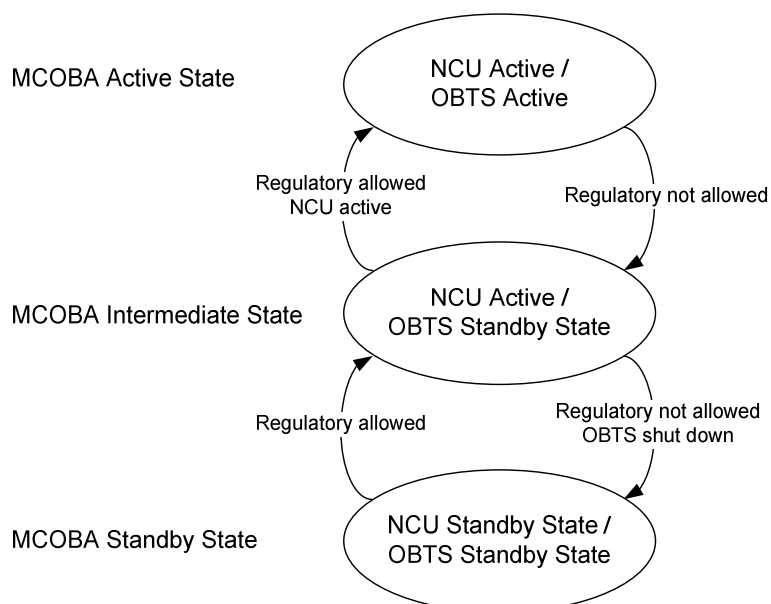 MCOBA Active State
NCU Active /
OBTS Active
Regulatory allowed
NCU active
Regulatory not allowed
MCOBA Intermediate State
NCU Active /
OBTS Standby State
Regulatory allowed
Regulatory not allowed
OBTS shut down
MCOBA Standby State
NCU Standby State /
OBTS Standby State